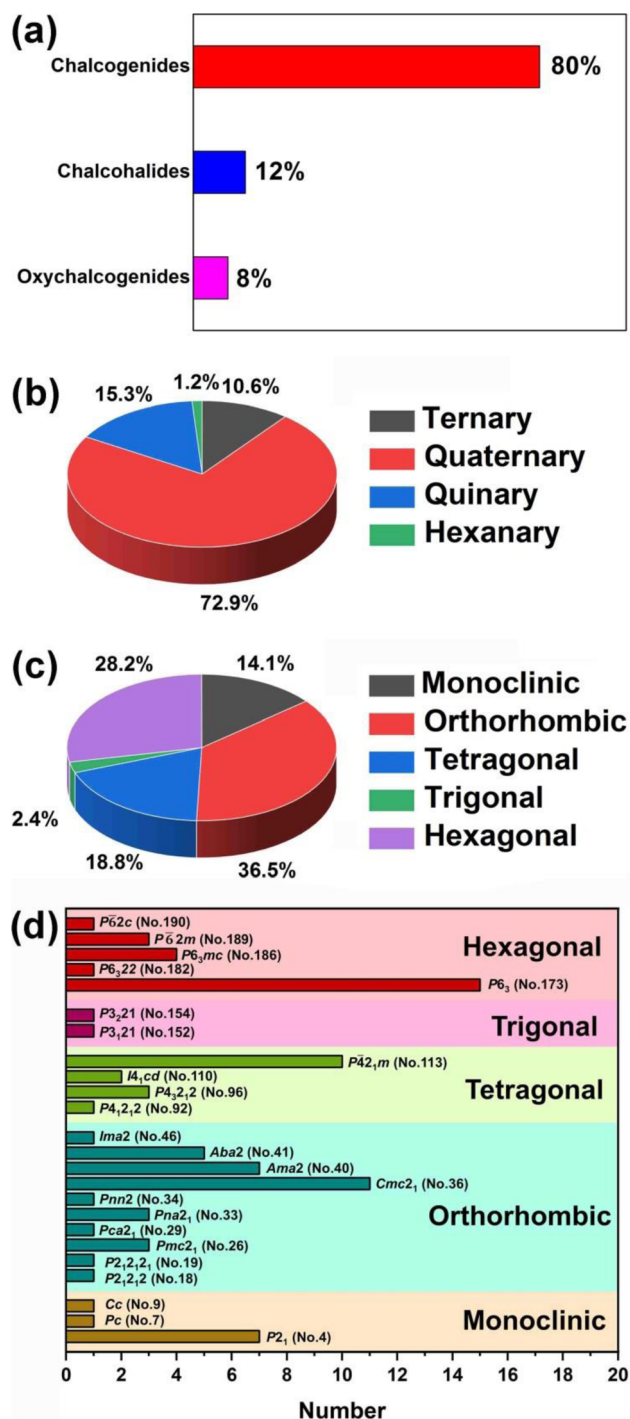 (a)
Chalcogenides
80%
Chalcohalides
12%
Oxychalcogenides
8%
(b)
15.3%
1.2%
10.6%
72.9%
Ternary
Quaternary
Quinary
Hexanary
(c)
28.2%
14.1%
2.4%
18.8%
36.5%
Monoclinic
Orthorhombic
Tetragonal
Trigonal
Hexagonal
(d)
P6̅2c (No.190)
P6̅2m (No.189)
P6₃mc (No.186)
P6₃22 (No.182)
P6₃ (No.173)
Hexagonal
P3₂21 (No.154)
P3₁21 (No.152)
Trigonal
P4̅2₁m (No.113)
I4₁cd (No.110)
P4₃2₁2 (No.96)
P4₁2₁2 (No.92)
Tetragonal
Ima2 (No.46)
Aba2 (No.41)
Ama2 (No.40)
Cmc2₁ (No.36)
Pnn2 (No.34)
Pna2₁ (No.33)
Pca2₁ (No.29)
Pmc2₁ (No.26)
P2₁2₁2₁ (No.19)
P2₁2₁2 (No.18)
Orthorhombic
Cc (No.9)
Pc (No.7)
P2₁ (No.4)
Monoclinic
0 2 4 6 8 10 12 14 16 18 20
Number